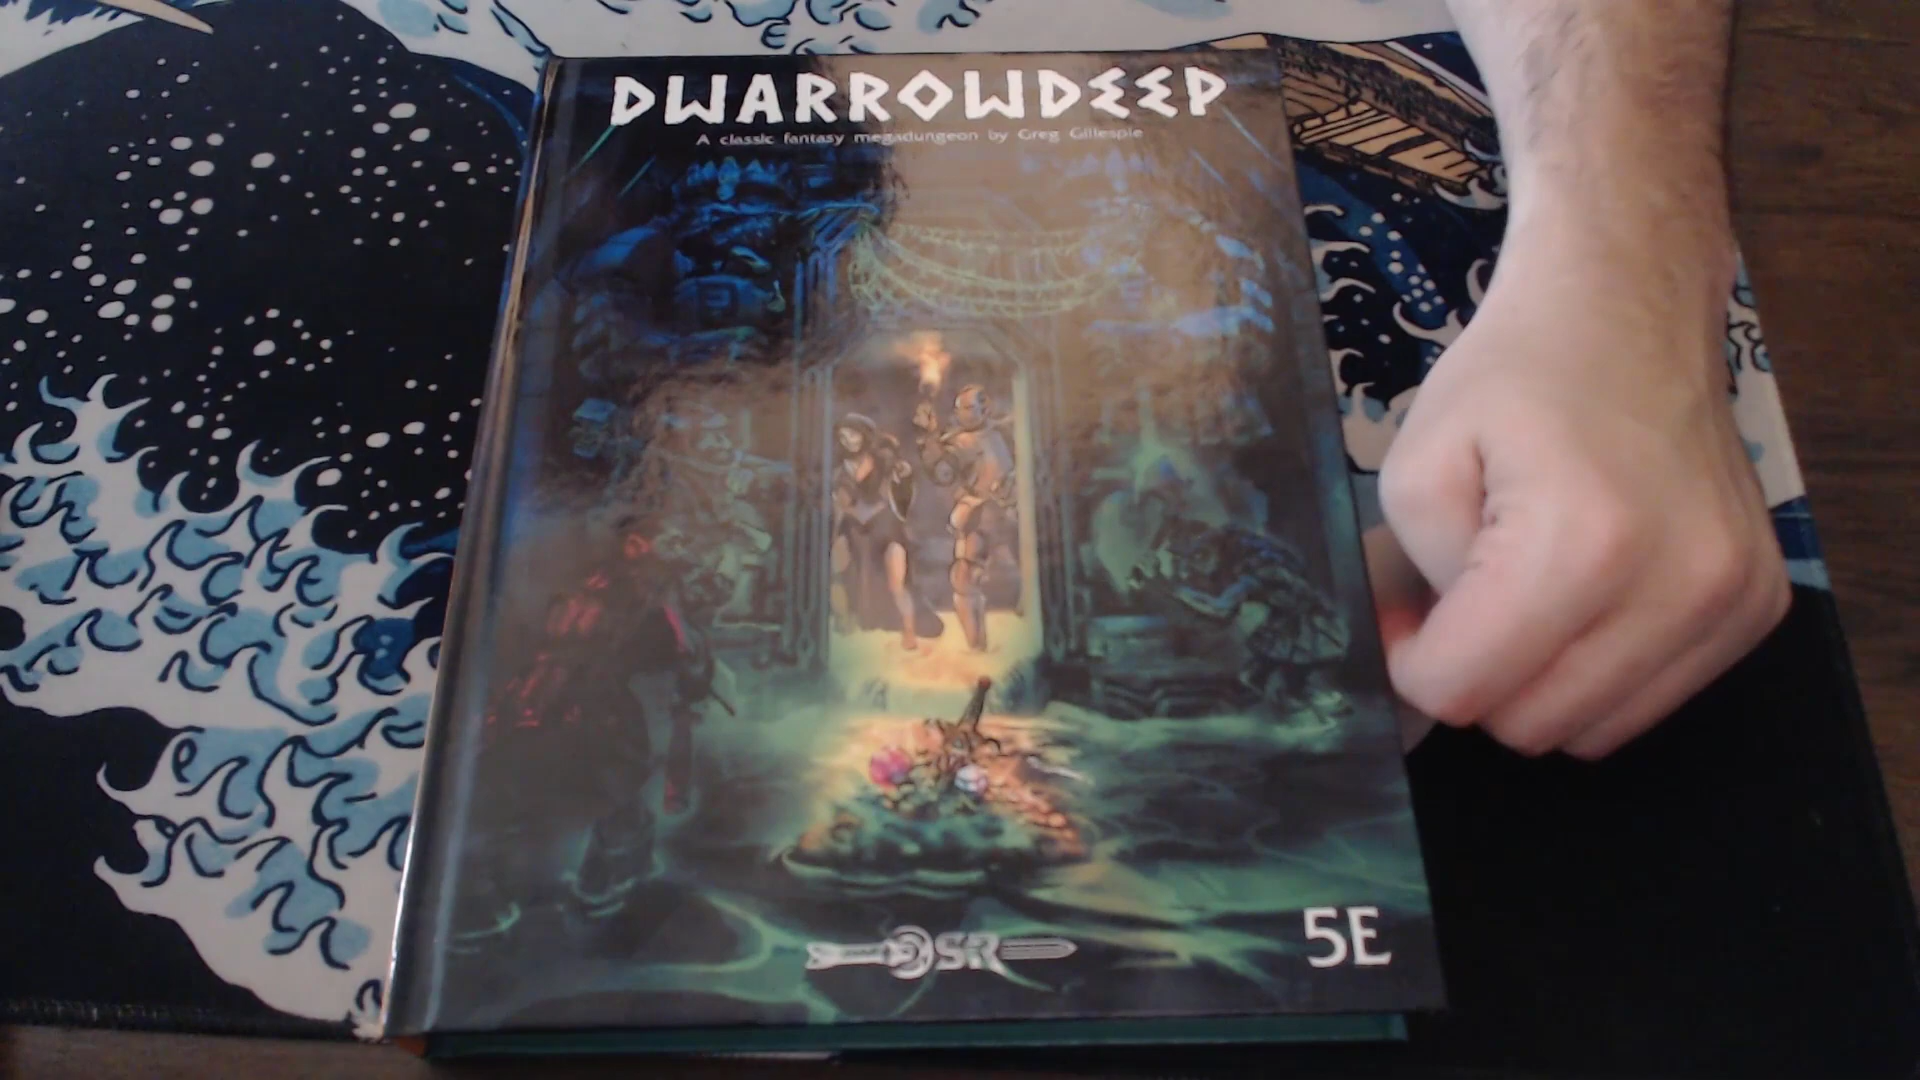 DWARROWDEEP
A classic fantasy megadungeon by Greg Gillespie
OSR
5E